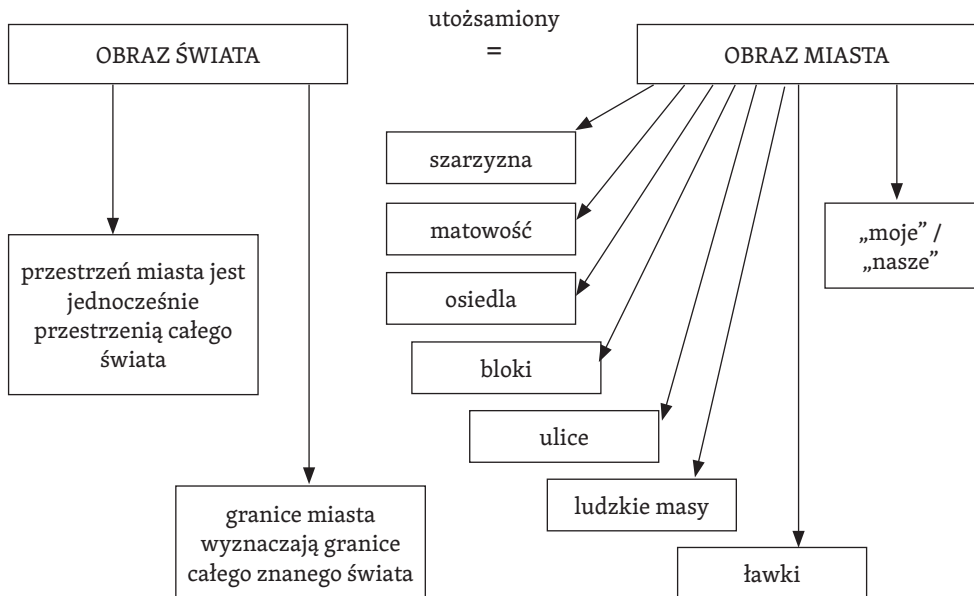 utożsamiony
=
OBRAZ ŚWIATA
OBRAZ MIASTA
szarzyzna
matowość
osiedla
bloki
ulice
ludzkie masy
ławki
„moje” /
„nasze”
przestrzeń miasta jest
jednocześnie
przestrzenią całego
świata
granice miasta
wyznaczają granice
całego znanego świata